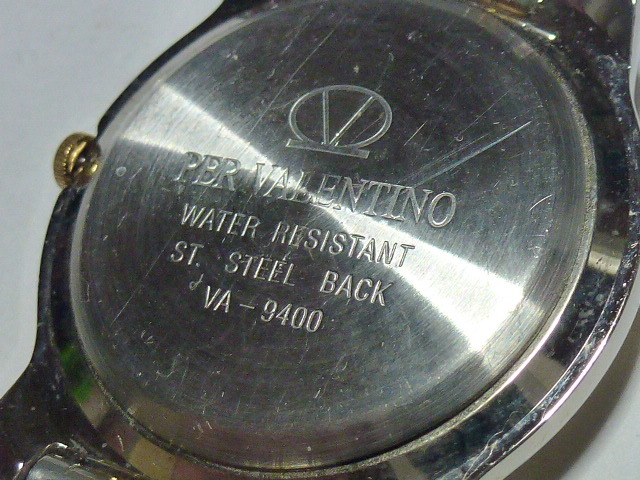 PER VALENTINO
WATER RESISTANT
ST. STEEL BACK
VA-9400